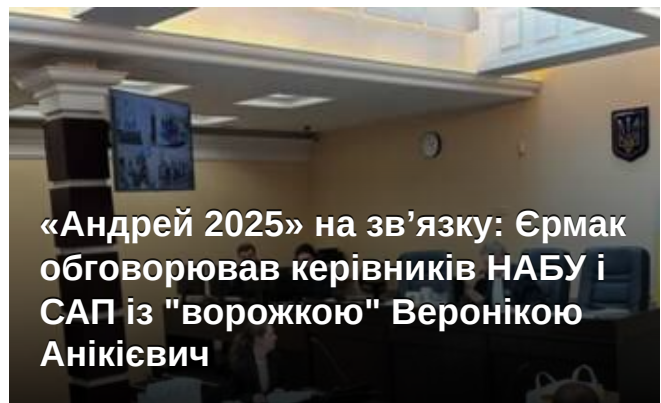 «Андрей 2025» на зв’язку: Єрмак
обговорював керівників НАБУ і
САП із "ворожкою" Веронікою
Анікієвич